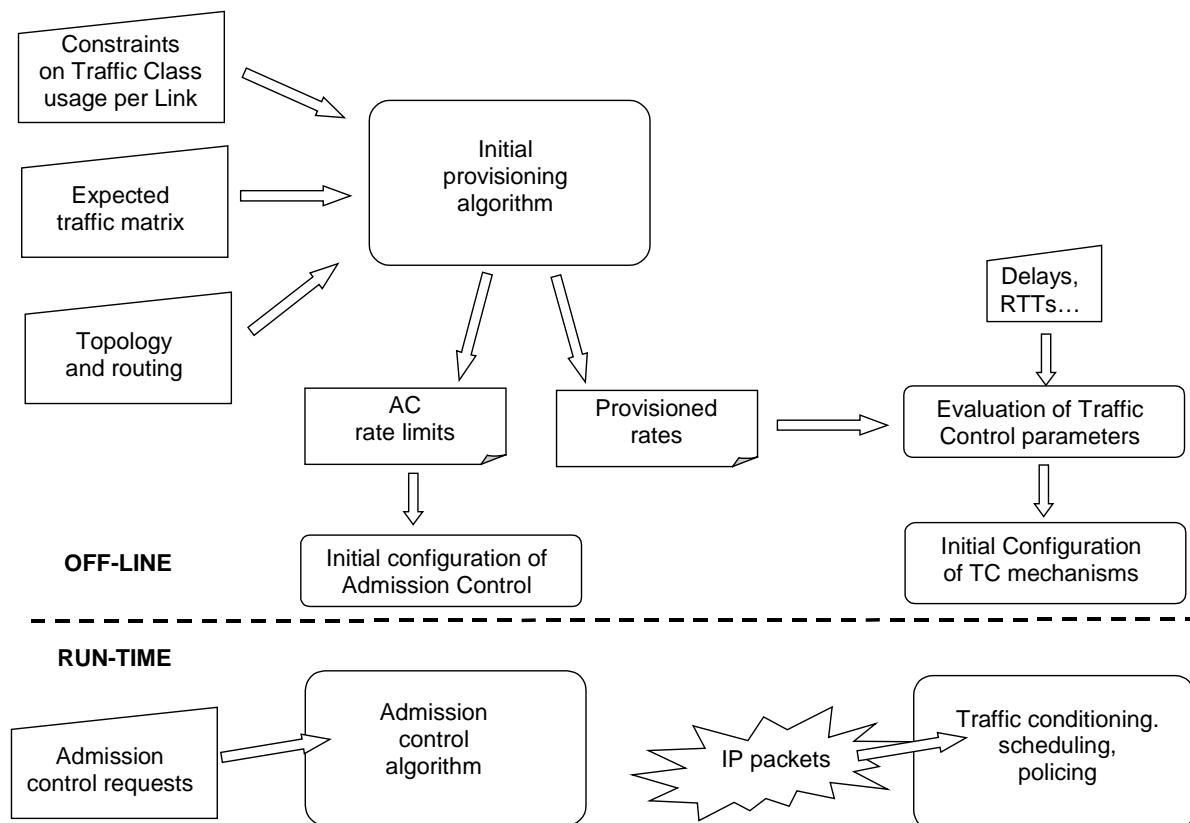 Constraints
on Traffic Class
usage per Link
Initial
provisioning
algorithm
Expected
traffic matrix
Topology
and routing
Delays,
RTTs…
AC
rate limits
Provisioned
rates
Evaluation of Traffic
Control parameters
Initial configuration of
Admission Control
Initial Configuration
of TC mechanisms
OFF-LINE
RUN-TIME
Admission
control requests
Admission
control
algorithm
IP packets
Traffic conditioning.
scheduling,
policing